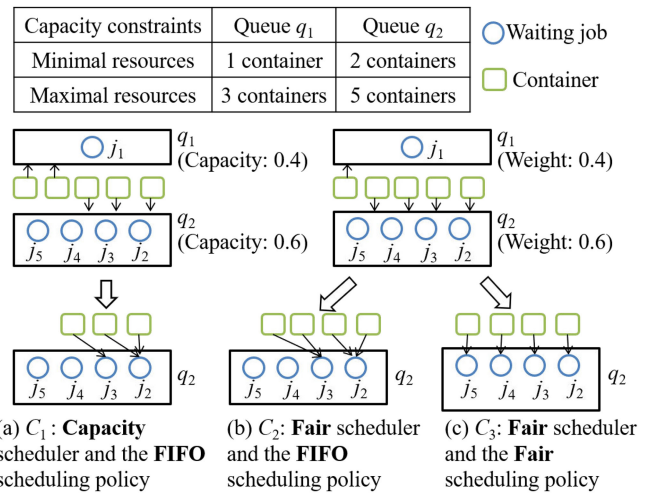 Capacity constraints Queue q₁ Queue q₂
Minimal resources 1 container 2 containers
Maximal resources 3 containers 5 containers
Waiting job
Container
j₁ q₁
(Capacity: 0.4)
j₅ j₄ j₃ j₂ q₂
(Capacity: 0.6)
j₁ q₁
(Weight: 0.4)
j₅ j₄ j₃ j₂ q₂
(Weight: 0.6)
j₅ j₄ j₃ j₂ q₂
j₅ j₄ j₃ j₂ q₂
j₅ j₄ j₃ j₂ q₂
(a) C₁: Capacity
scheduler and the FIFO
scheduling policy
(b) C₂: Fair scheduler
and the FIFO
scheduling policy
(c) C₃: Fair scheduler
and the Fair
scheduling policy